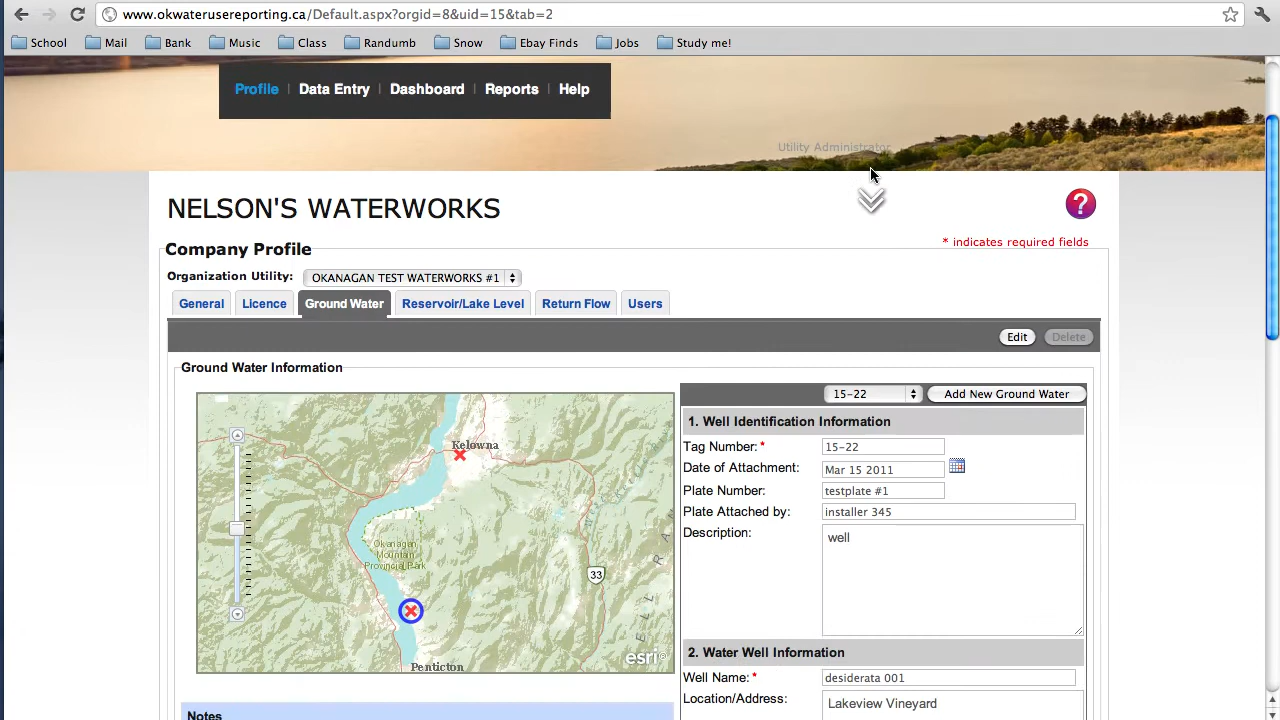 www.okwaterusereporting.ca/Default.aspx?orgid=8&uid=15&tab=2
School Mail Bank Music Class Randumb Snow Ebay Finds Jobs Study me!
Profile | Data Entry | Dashboard | Reports | Help
Utility Administrator
NELSON'S WATERWORKS
?
* indicates required fields
Company Profile
Organization Utility: OKANAGAN TEST WATERWORKS #1
General Licence Ground Water Reservoir/Lake Level Return Flow Users
Edit Delete
Ground Water Information
Kelowna
Okanagan
Mountain
Provincial Park
33
Penticton
esri
15-22 Add New Ground Water
1. Well Identification Information
Tag Number:* 15-22
Date of Attachment: Mar 15 2011
Plate Number: testplate #1
Plate Attached by: installer 345
Description: well
2. Water Well Information
Well Name:* desiderata 001
Location/Address: Lakeview Vineyard
Notes